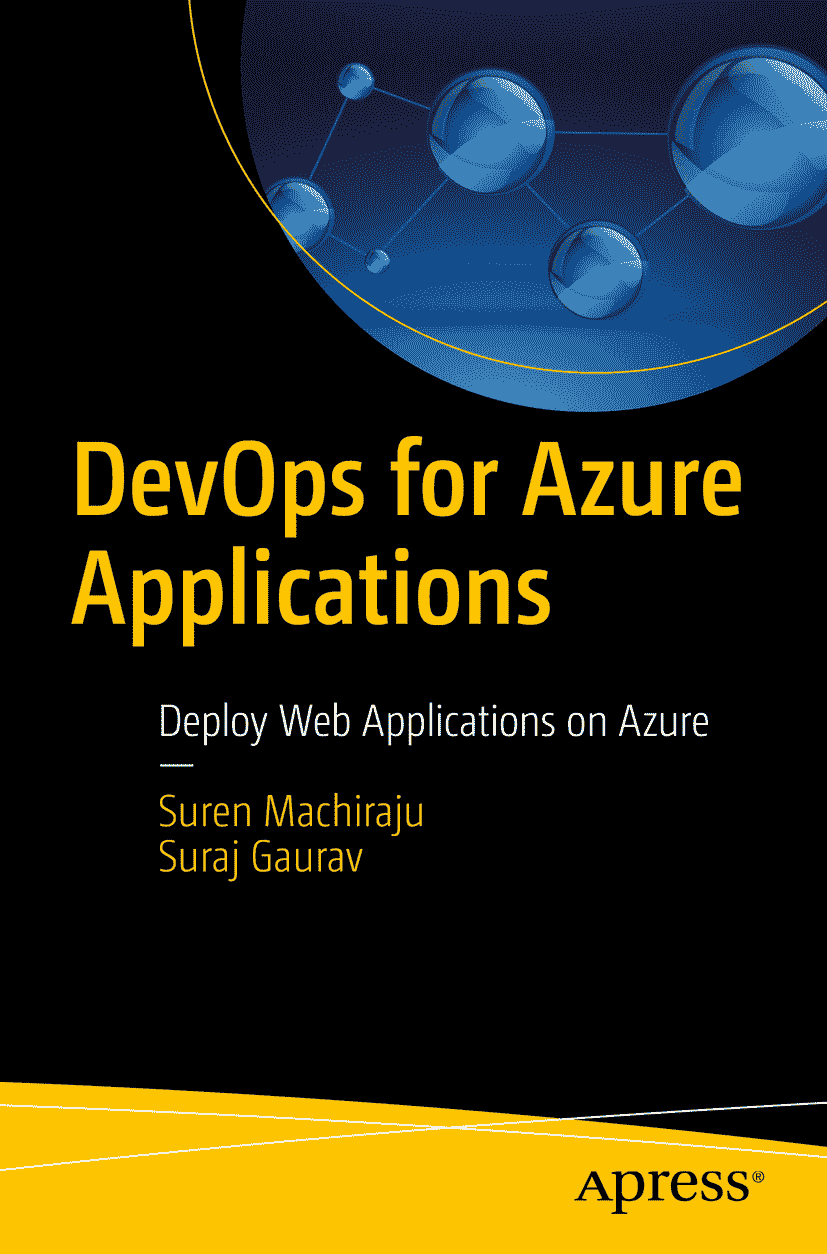 DevOps for Azure
Applications
Deploy Web Applications on Azure
Suren Machiraju
Suraj Gaurav
Apress®